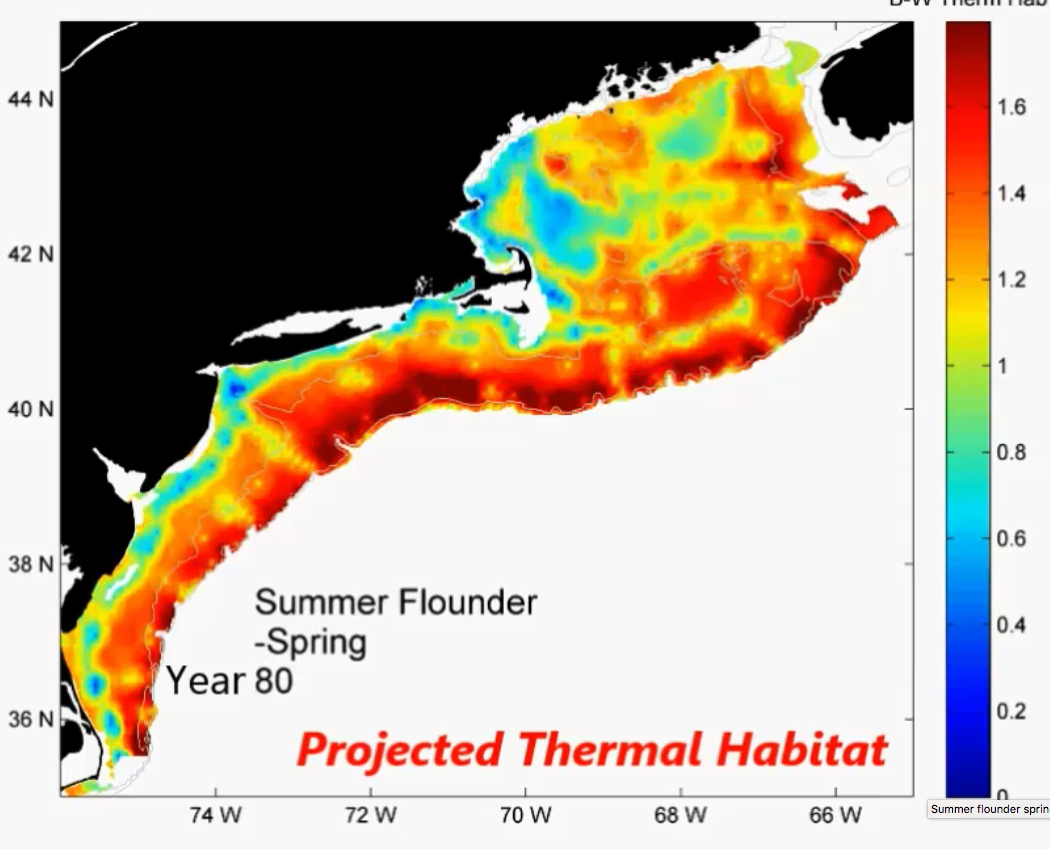 44 N
42 N
40 N
38 N
36 N
74 W
72 W
70 W
68 W
66 W
Summer Flounder
-Spring
Year 80
Projected Thermal Habitat
1.6
1.4
1.2
1
0.8
0.6
0.4
0.2
0
Summer flounder sprin